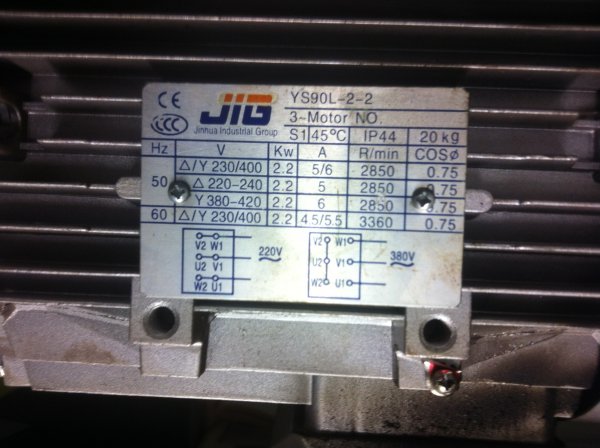 CE JIG YS90L-2-2
3-Motor NO.
CCC Jinhua Industrial Group S1 45°C IP44 20 kg
Hz V Kw A R/min COSØ
△/Y 230/400 2.2 5/6 2850 0.75
50 △ 220-240 2.2 5 2850 0.75
Y 380-420 2.2 6 2850 0.75
60 △/Y 230/400 2.2 4.5/5.5 3360 0.75
V2 W1 V2 W1
220V 380V
U2 V1 U2 V1
W2 U1 W2 U1